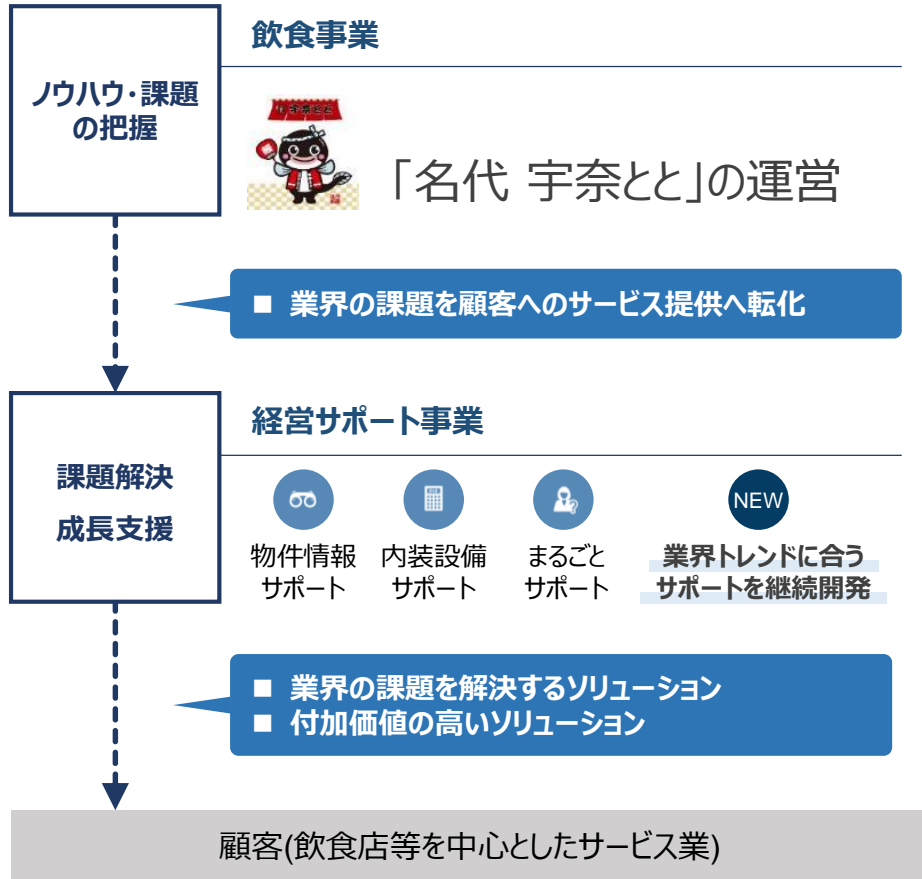 飲食事業
ノウハウ・課題
の把握
宇奈とと
「名代 宇奈とと」の運営
■ 業界の課題を顧客へのサービス提供へ転化
経営サポート事業
課題解決
成長支援
物件情報
サポート
内装設備
サポート
まるごと
サポート
NEW
業界トレンドに合う
サポートを継続開発
■ 業界の課題を解決するソリューション
■ 付加価値の高いソリューション
顧客(飲食店等を中心としたサービス業)